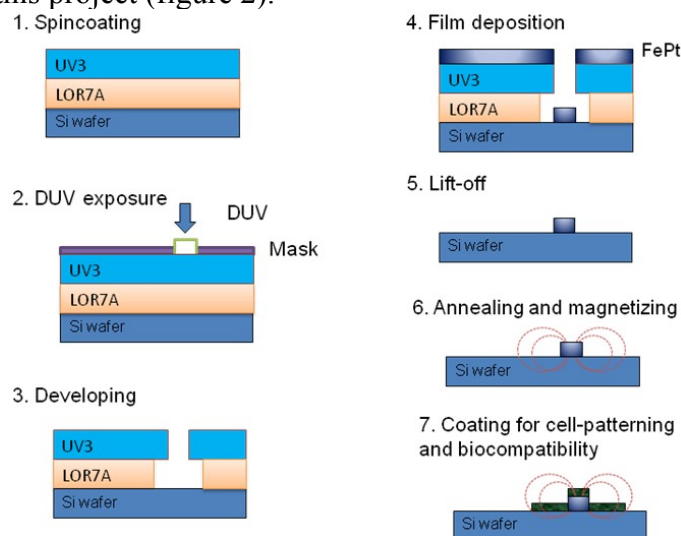 this project (figure 2).
1. Spincoating
UV3
LOR7A
Si wafer
2. DUV exposure
DUV
Mask
UV3
LOR7A
Si wafer
3. Developing
UV3
LOR7A
Si wafer
4. Film deposition
FePt
UV3
LOR7A
Si wafer
5. Lift-off
Si wafer
6. Annealing and magnetizing
Si wafer
7. Coating for cell-patterning
and biocompatibility
Si wafer